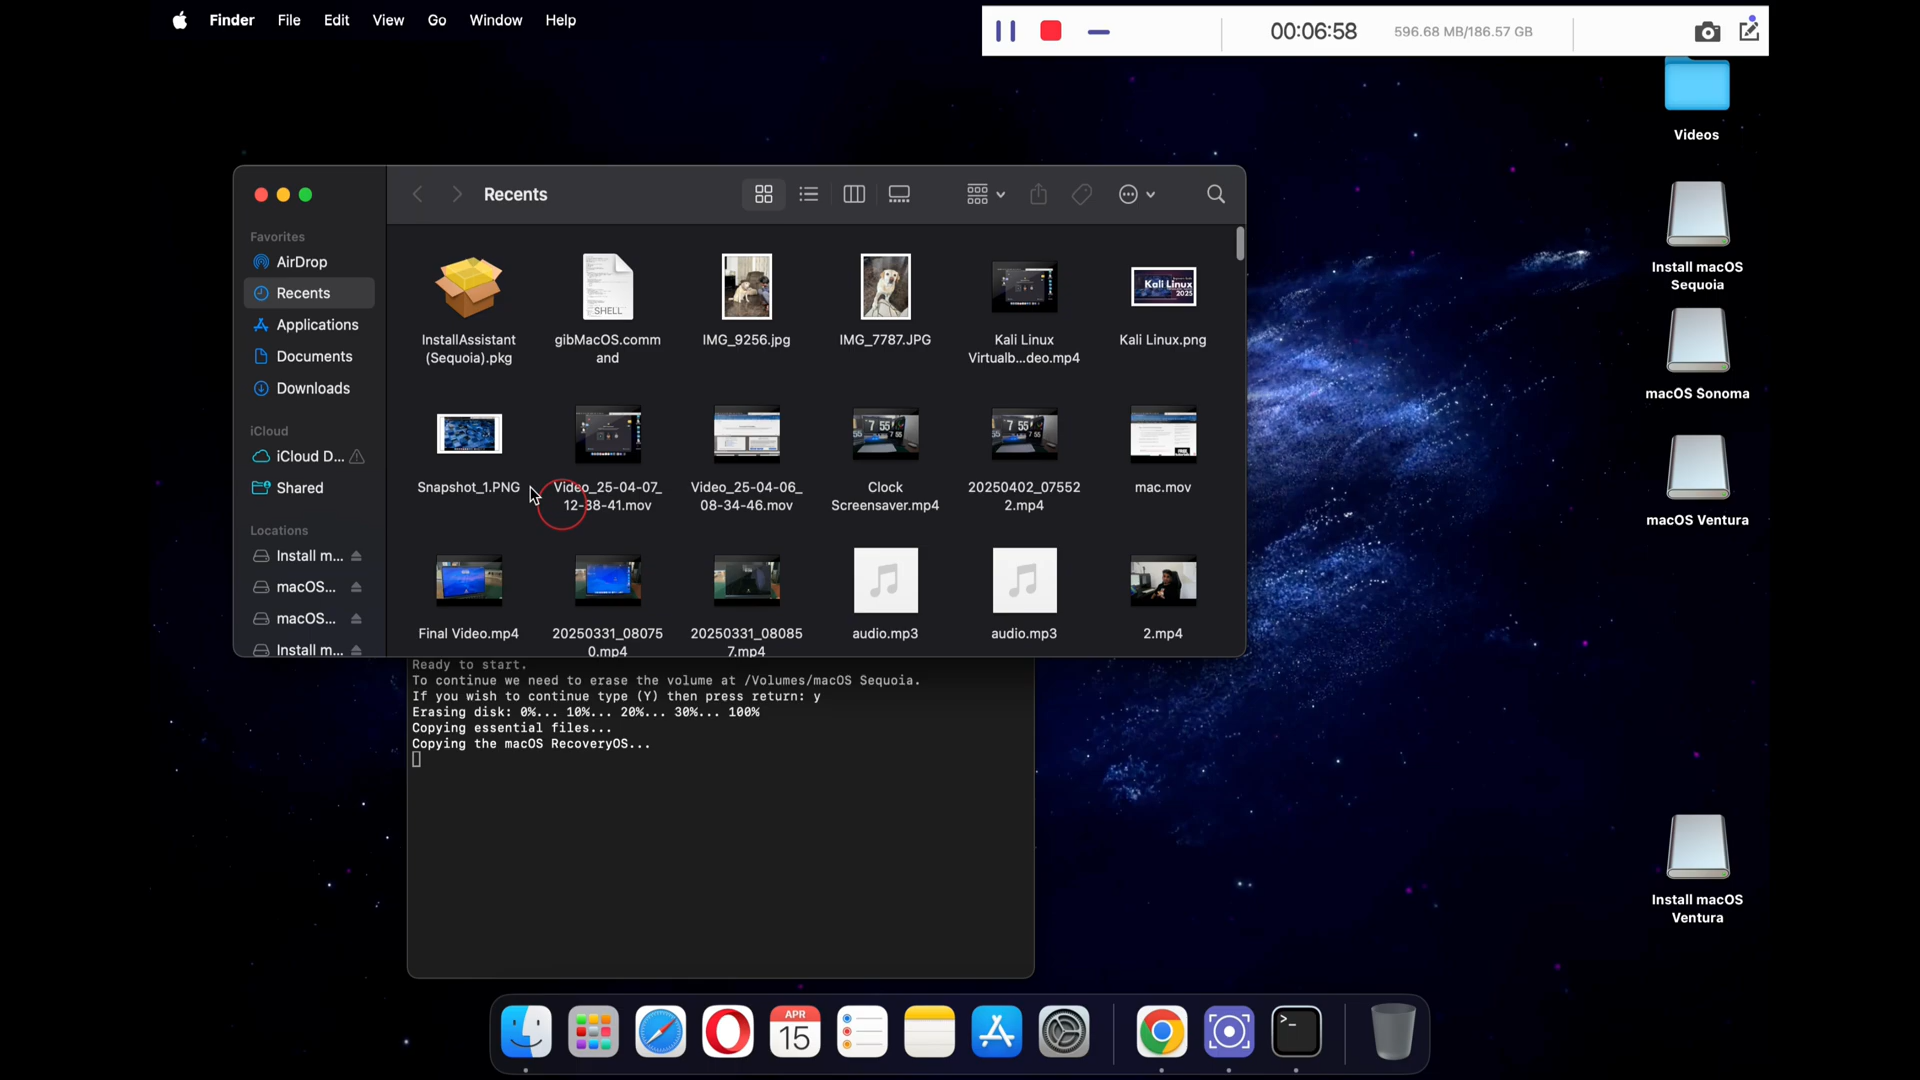 Finder File Edit View Go Window Help
00:06:58 596.68 MB/186.57 GB
Videos
Install macOS
Sequoia
macOS Sonoma
macOS Ventura
Install macOS
Ventura
Recents
Favorites
AirDrop
Recents
Applications
Documents
Downloads
iCloud
iCloud D...
Shared
Locations
Install m...
macOS...
macOS...
Install m...
SHELL
Kali Linux
2025
InstallAssistant
(Sequoia).pkg
gibMacOS.comm
and
IMG_9256.jpg
IMG_7787.JPG
Kali Linux
Virtualb...deo.mp4
Kali Linux.png
7 55
7 55
Snapshot_1.PNG
Video_25-04-07_
12-38-41.mov
Video_25-04-06_
08-34-46.mov
Clock
Screensaver.mp4
20250402_07552
2.mp4
mac.mov
Final Video.mp4
20250331_08075
0.mp4
20250331_08085
7.mp4
audio.mp3
audio.mp3
2.mp4
Ready to start.
To continue we need to erase the volume at /Volumes/macOS Sequoia.
If you wish to continue type (Y) then press return: y
Erasing disk: 0%... 10%... 20%... 30%... 100%
Copying essential files...
Copying the macOS RecoveryOS...
APR
15
>_